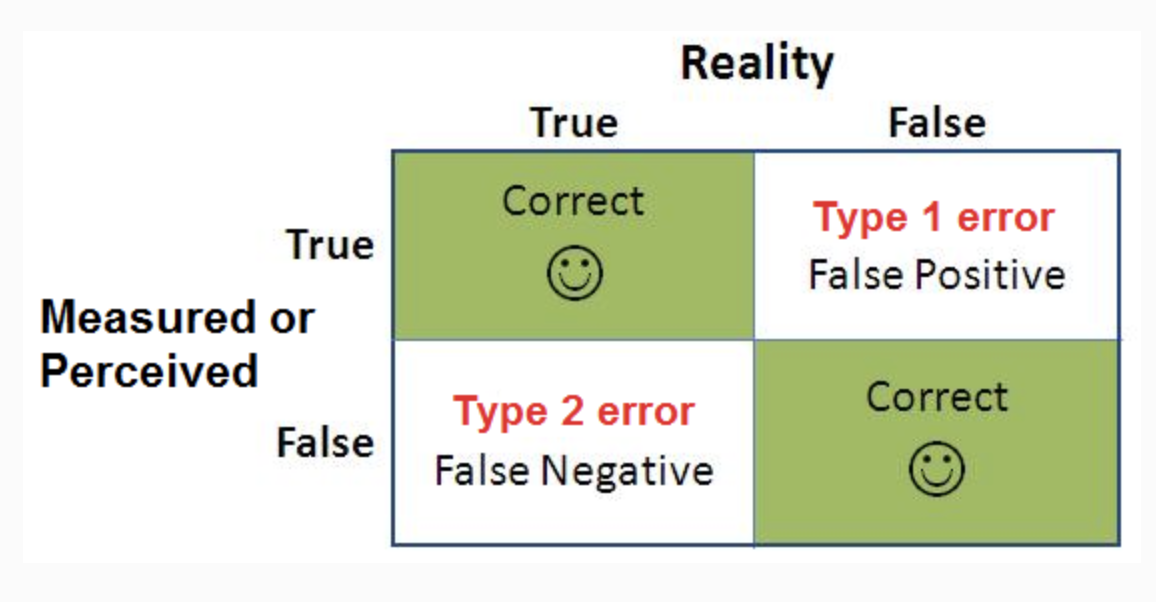 Reality
True False
Correct
Type 1 error
True
False Positive
Measured or
Perceived
Correct
Type 2 error
False
False Negative